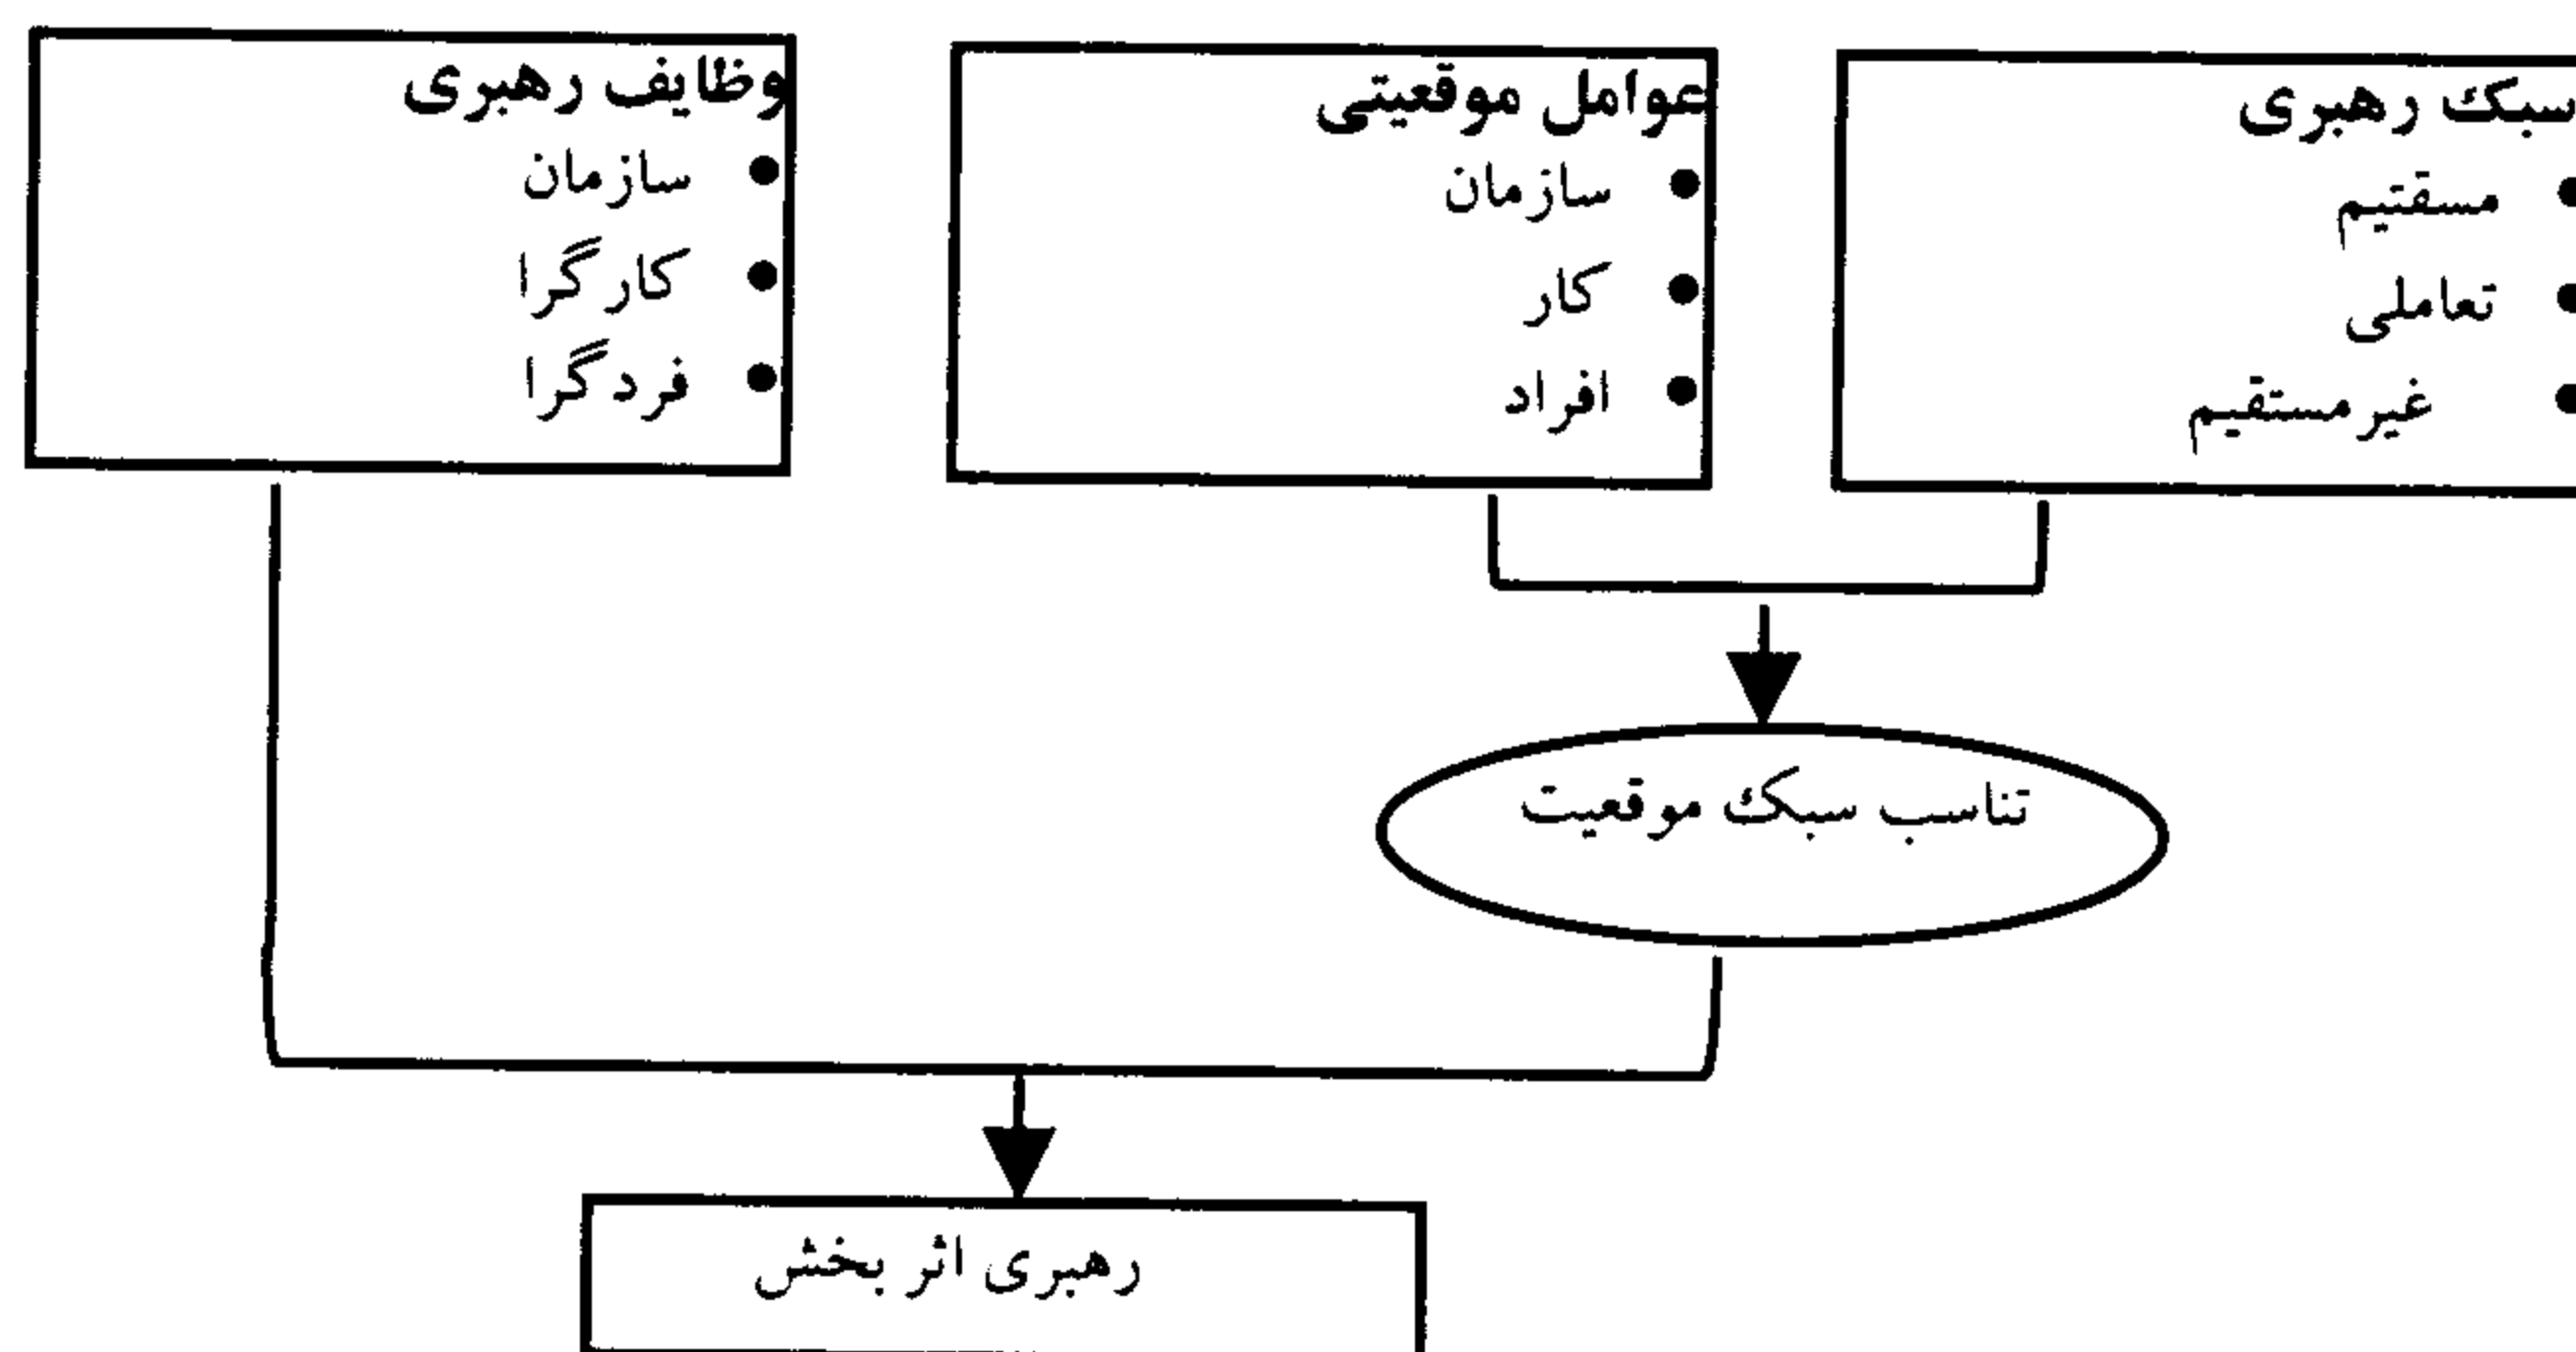 سبک رهبری
• مسقتیم
• تعاملی
• غیرمستقیم
عوامل موقعیتی
• سازمان
• کار
• افراد
وظایف رهبری
• سازمان
• کارگرا
• فردگرا
تناسب سبک موقعیت
رهبری اثر بخش